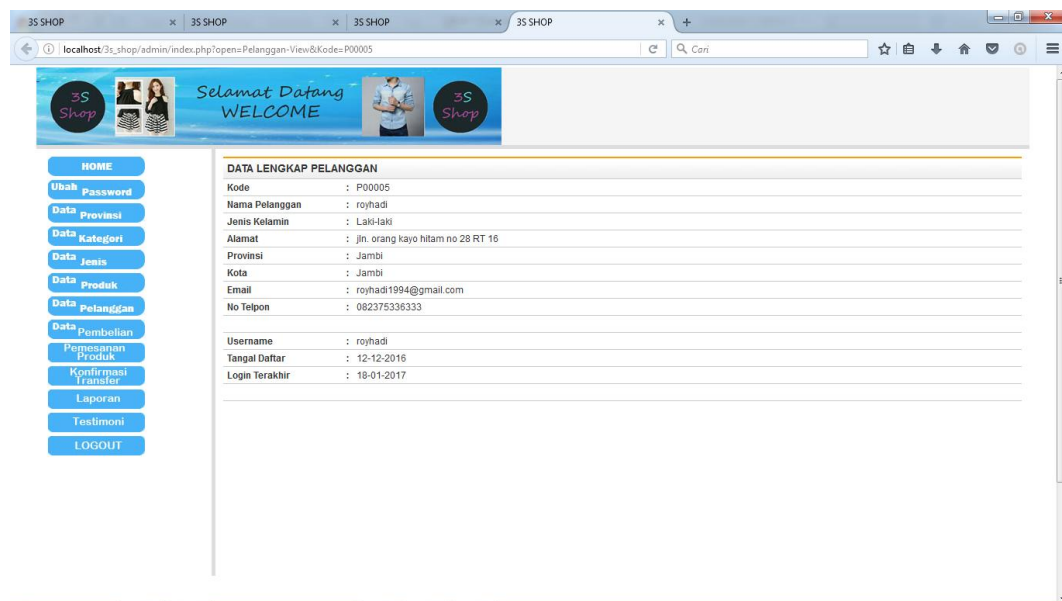 3S SHOP
3S SHOP
3S SHOP
3S SHOP
localhost/3s_shop/admin/index.php?open=Pelanggan-View&Kode=P00005
Cari
3S
Shop
Selamat Datang
WELCOME
3S
Shop
HOME
Ubah Password
Data Provinsi
Data Kategori
Data Jenis
Data Produk
Data Pelanggan
Data Pembelian
Pemesanan
Produk
Konfirmasi
Transfer
Laporan
Testimoni
LOGOUT
DATA LENGKAP PELANGGAN
Kode : P00005
Nama Pelanggan : royhadi
Jenis Kelamin : Laki-laki
Alamat : jln. orang kayo hitam no 28 RT 16
Provinsi : Jambi
Kota : Jambi
Email : royhadi1994@gmail.com
No Telpon : 082375336333
Username : royhadi
Tangal Daftar : 12-12-2016
Login Terakhir : 18-01-2017